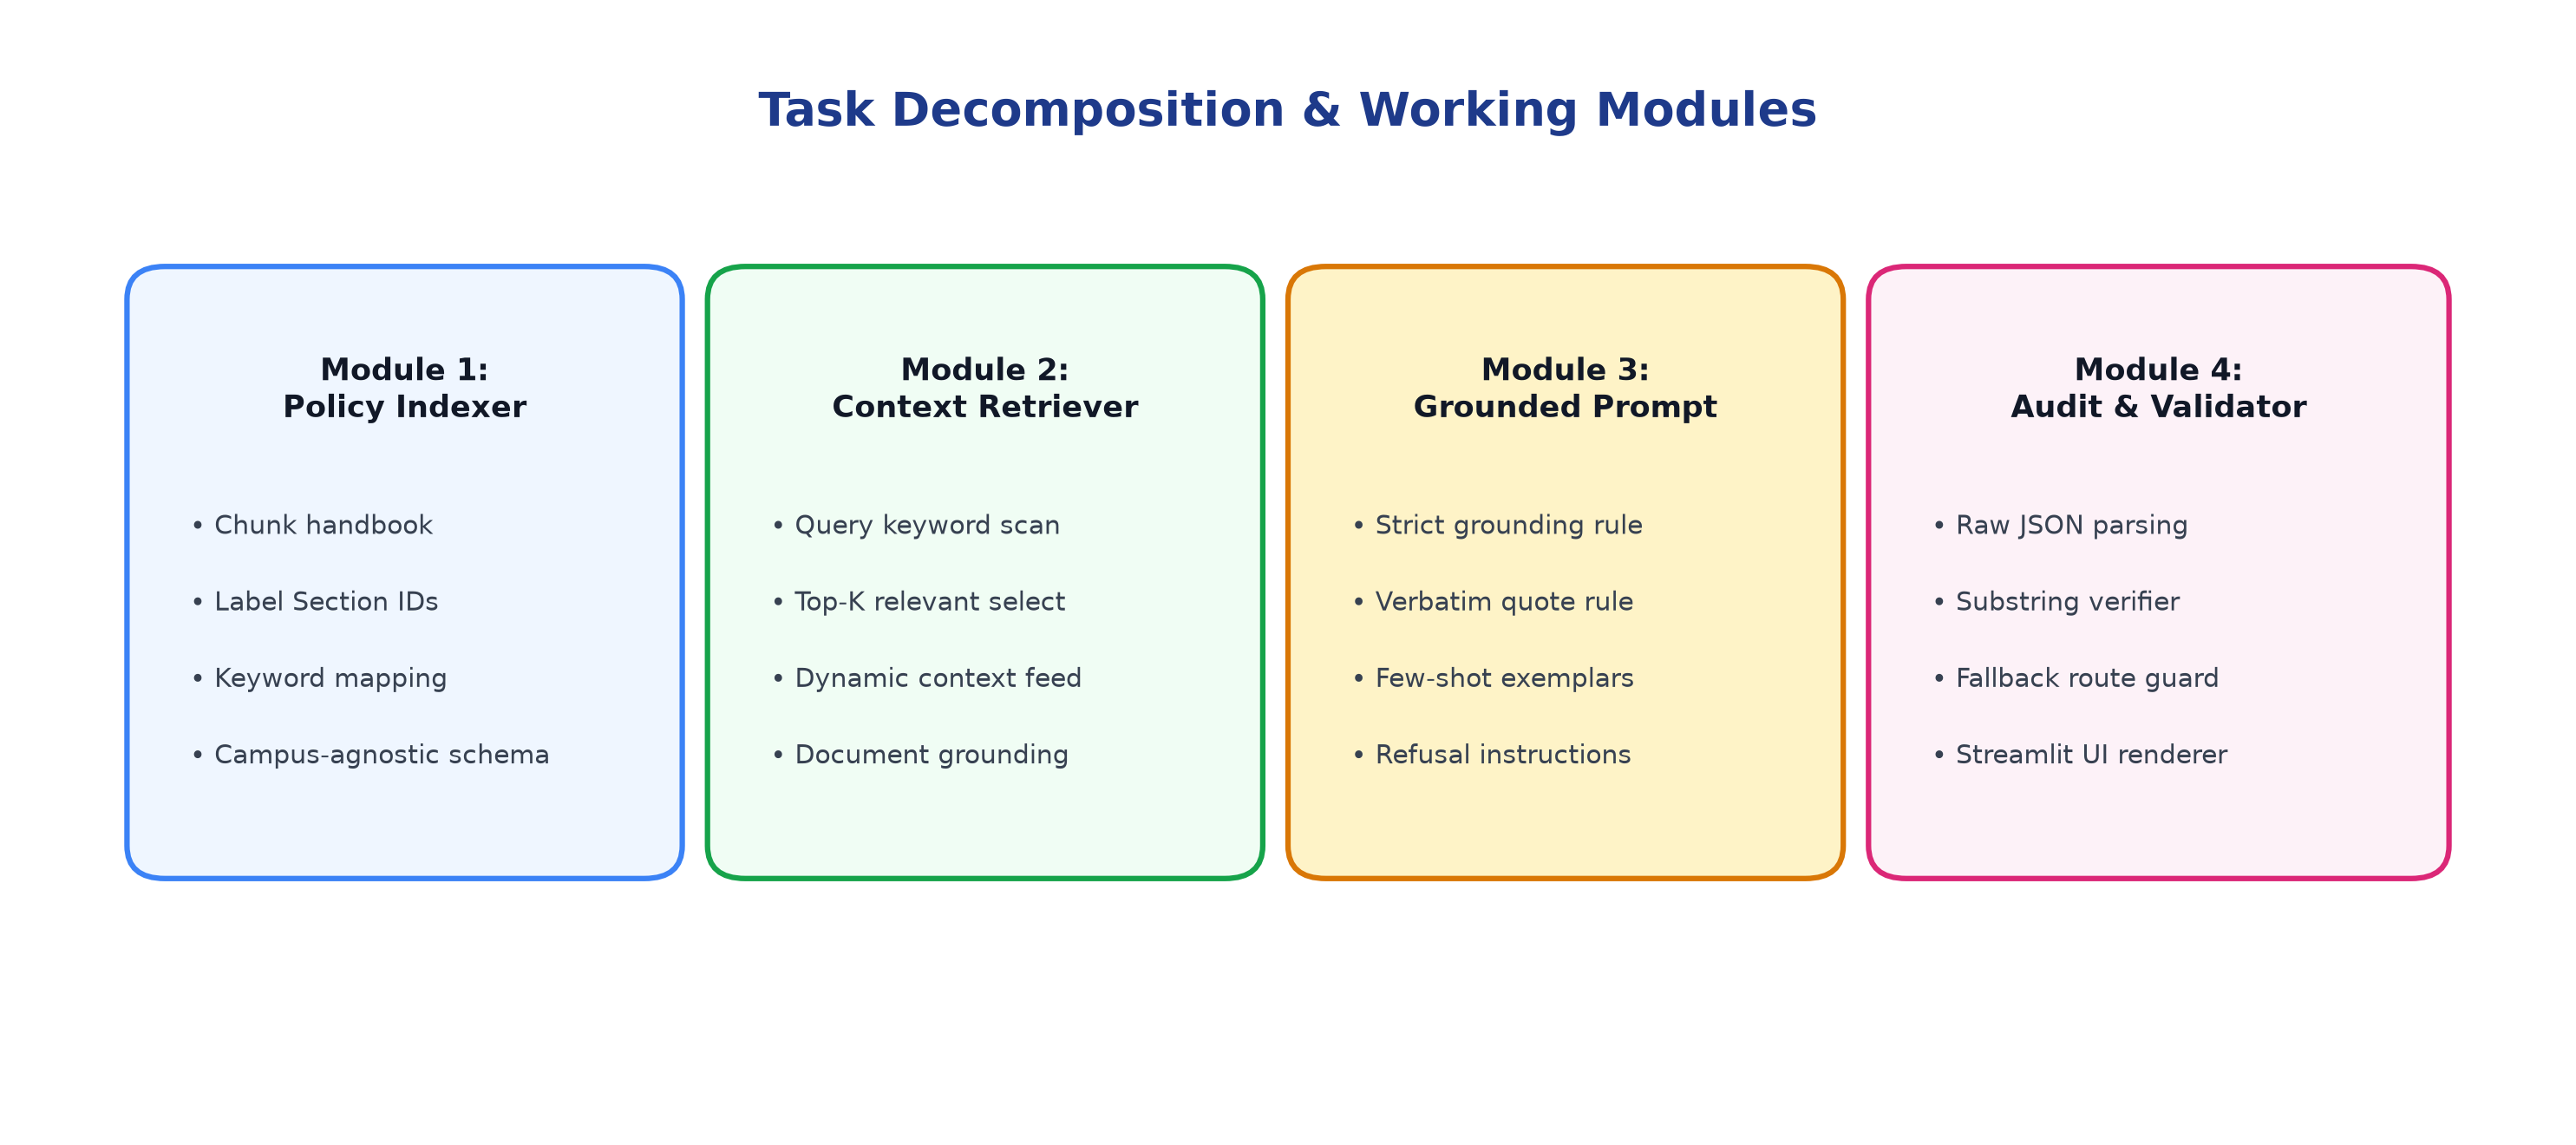 Task Decomposition & Working Modules
Module 1:
Policy Indexer
• Chunk handbook
• Label Section IDs
• Keyword mapping
• Campus-agnostic schema
Module 2:
Context Retriever
• Query keyword scan
• Top-K relevant select
• Dynamic context feed
• Document grounding
Module 3:
Grounded Prompt
• Strict grounding rule
• Verbatim quote rule
• Few-shot exemplars
• Refusal instructions
Module 4:
Audit & Validator
• Raw JSON parsing
• Substring verifier
• Fallback route guard
• Streamlit UI renderer